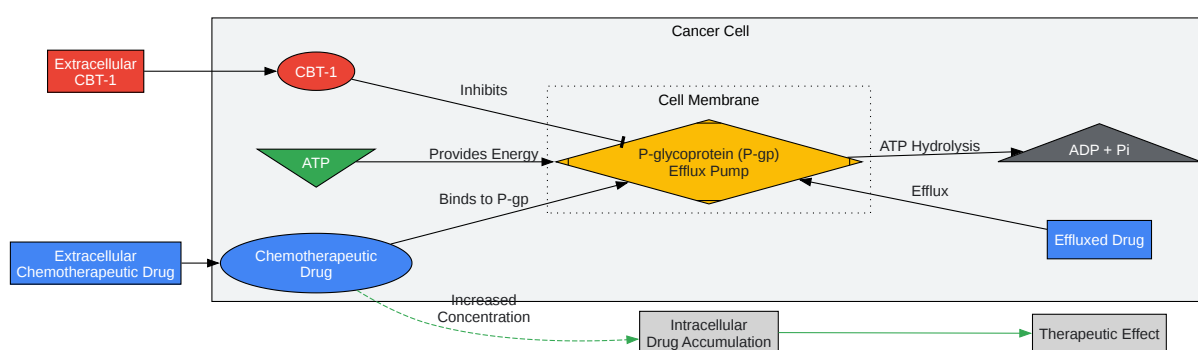 Cancer Cell
Extracellular
CBT-1
CBT-1
Inhibits
Cell Membrane
ATP
Provides Energy
P-glycoprotein (P-gp)
Efflux Pump
ATP Hydrolysis
ADP + Pi
Binds to P-gp
Efflux
Effluxed Drug
Extracellular
Chemotherapeutic Drug
Chemotherapeutic
Drug
Increased
Concentration
Intracellular
Drug Accumulation
Therapeutic Effect